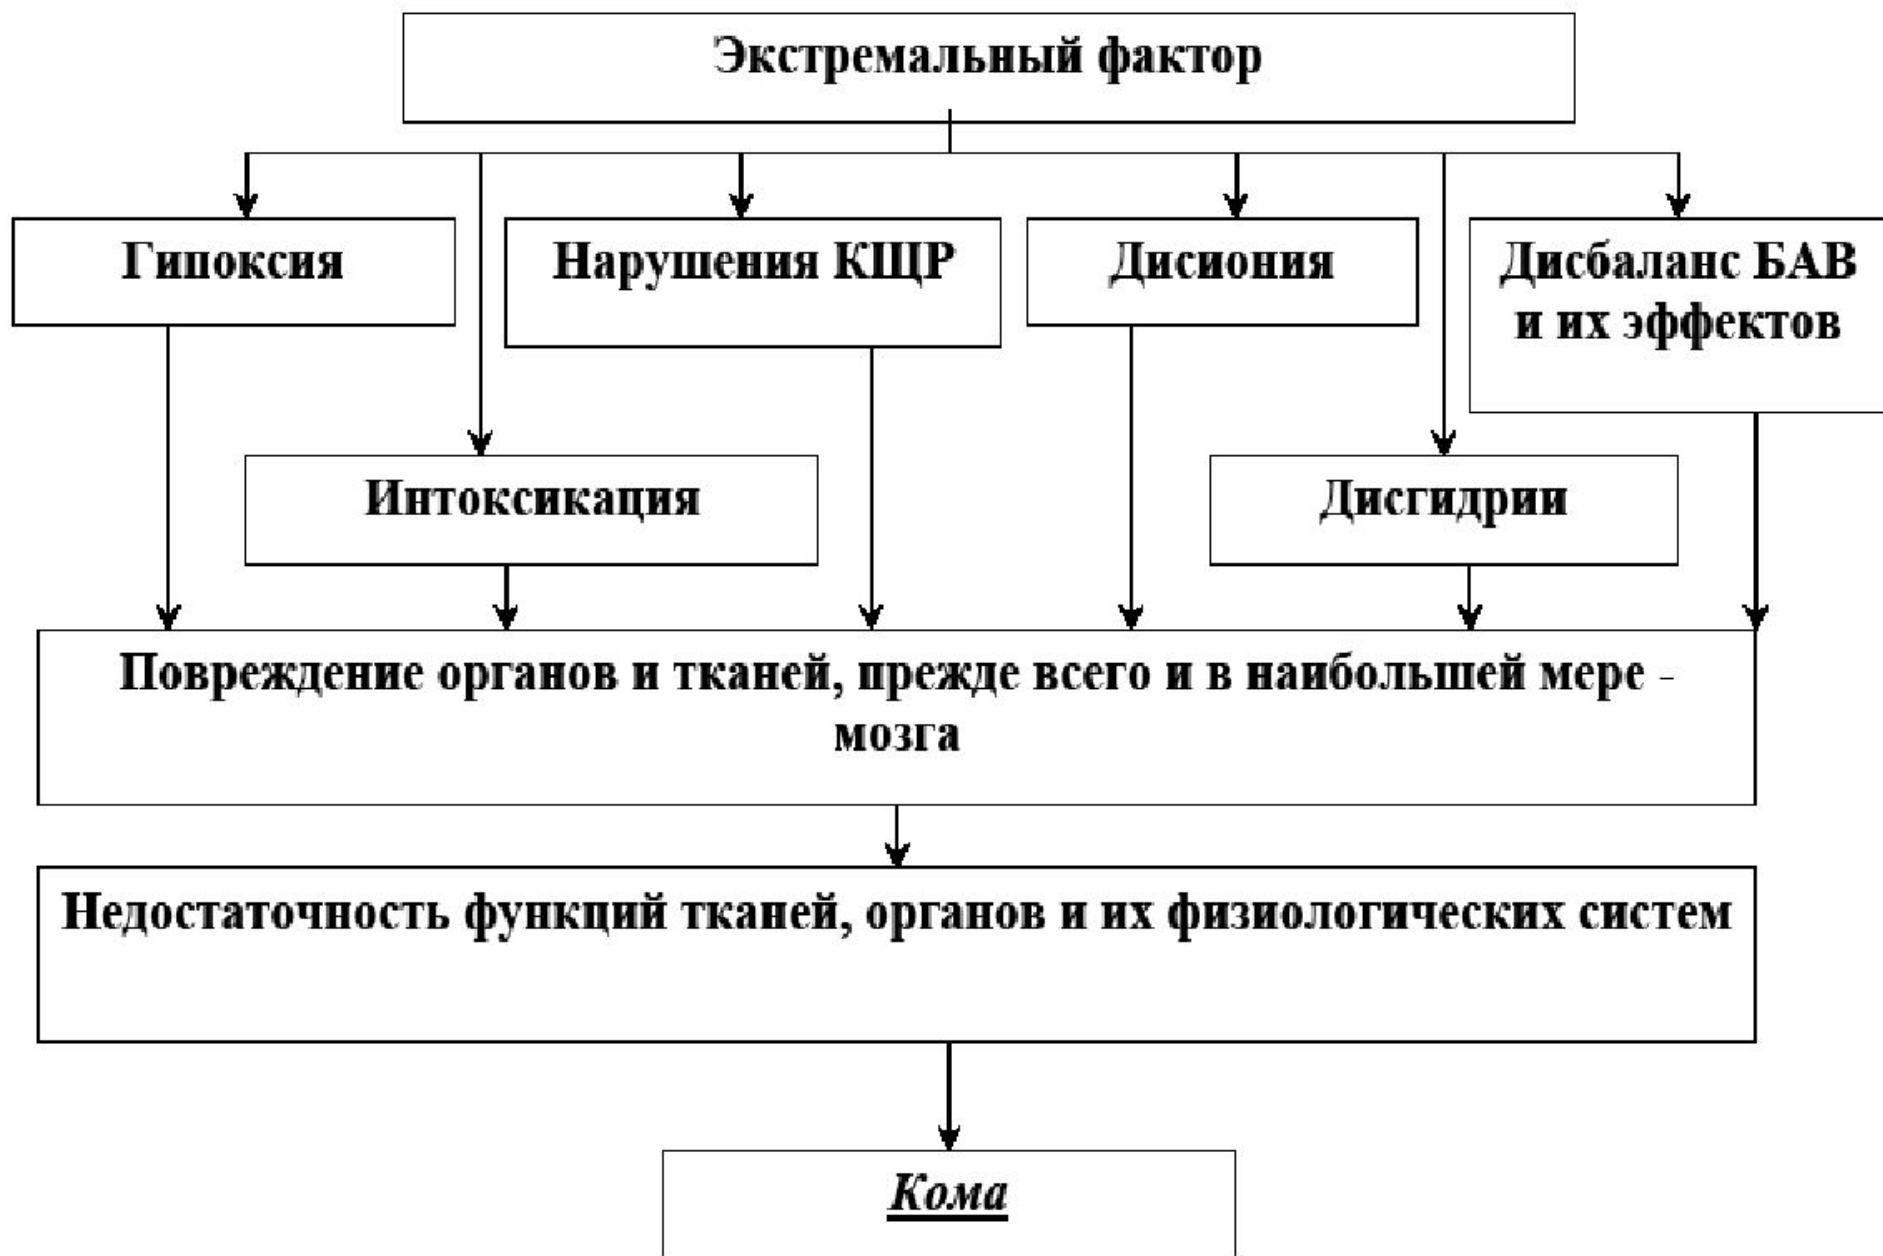 Экстремальный фактор
Гипоксия
Нарушения КЩР
Дисиония
Дисбаланс БАВ
и их эффектов
Интоксикация
Дисгидрии
Повреждение органов и тканей, прежде всего и в наибольшей мере -
мозга
Недостаточность функций тканей, органов и их физиологических систем
Кома